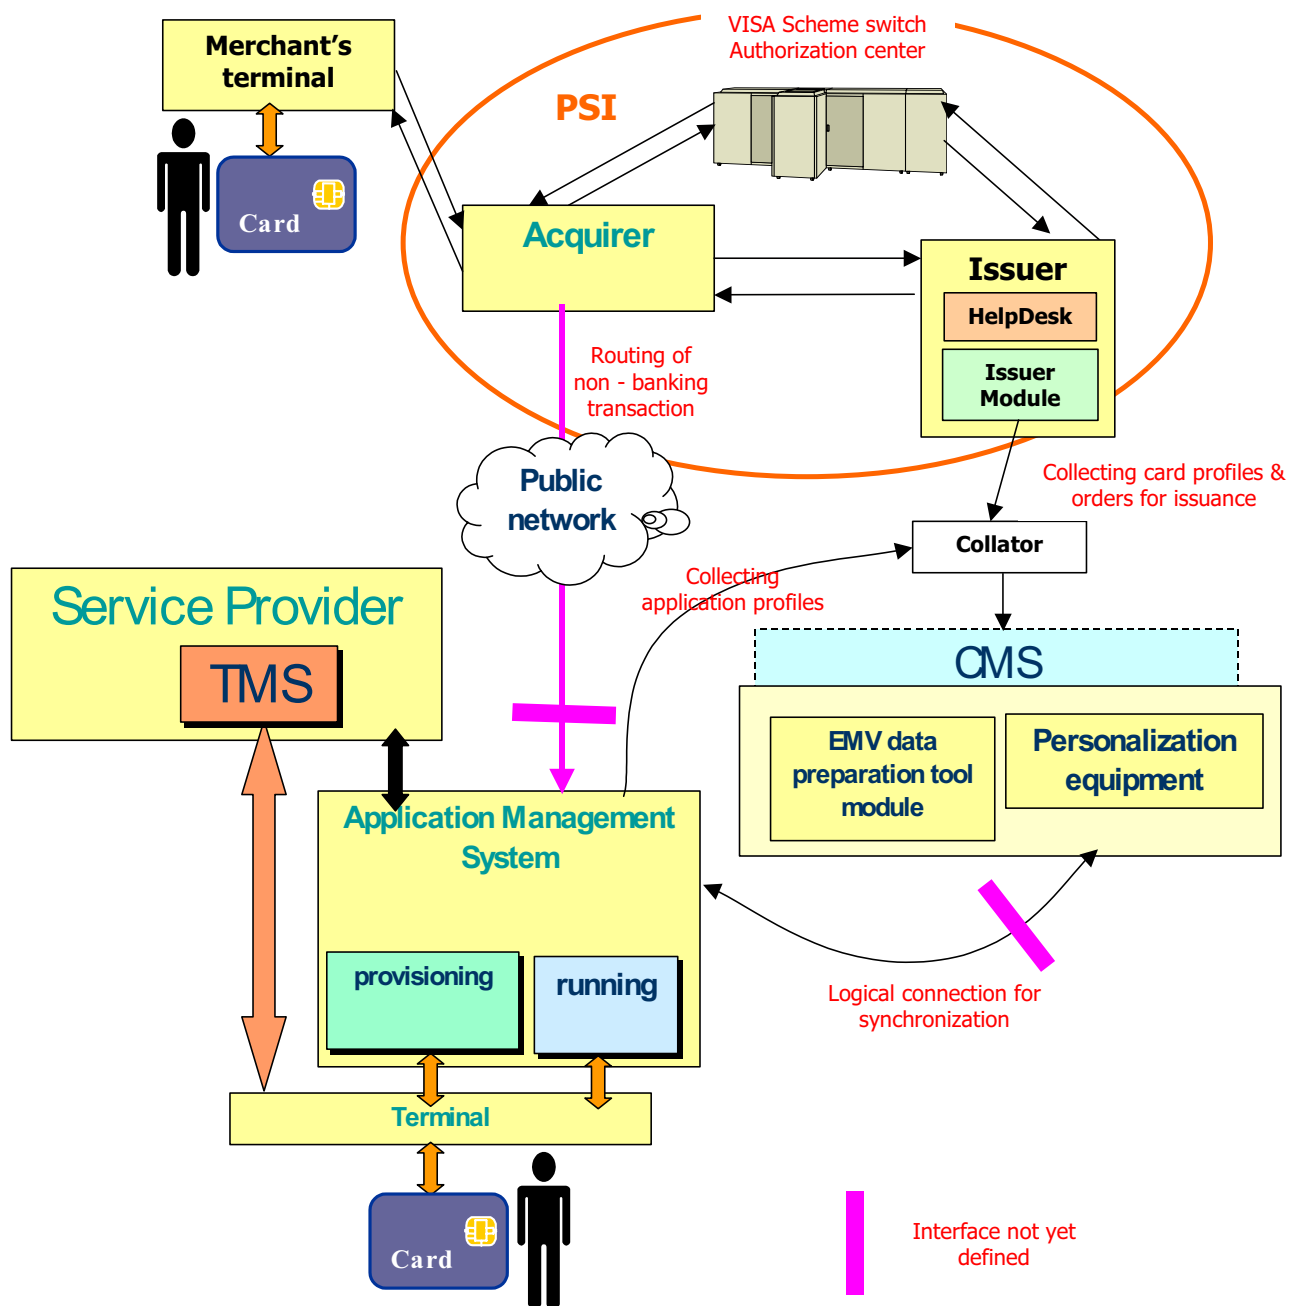 VISA Scheme switch
Authorization center
Merchant's
terminal
PSI
Card
Acquirer
Issuer
HelpDesk
Issuer
Module
Routing of
non - banking
transaction
Public
network
Collecting card profiles &
orders for issuance
Collator
Collecting
application profiles
Service Provider
TMS
CMS
EMV data
preparation tool
module
Personalization
equipment
Application Management
System
provisioning
running
Logical connection for
synchronization
Terminal
Card
Interface not yet
defined